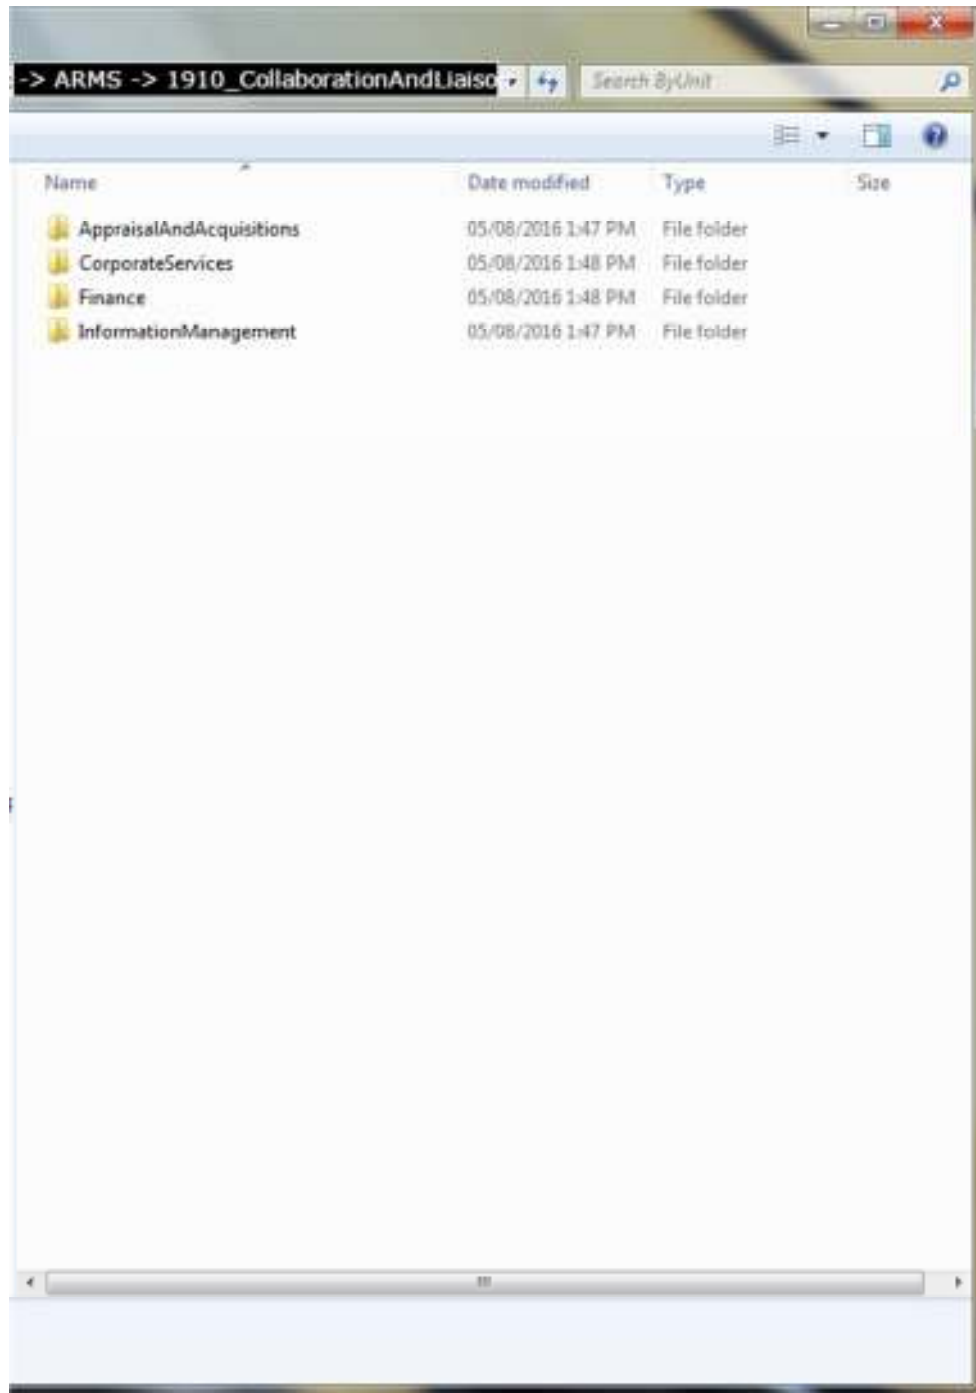 -> ARMS -> 1910_CollaborationAndLiaiso
Search ByUnit
Name Date modified Type Size
AppraisalAndAcquisitions 05/08/2016 1:47 PM File folder
CorporateServices 05/08/2016 1:48 PM File folder
Finance 05/08/2016 1:48 PM File folder
InformationManagement 05/08/2016 1:47 PM File folder